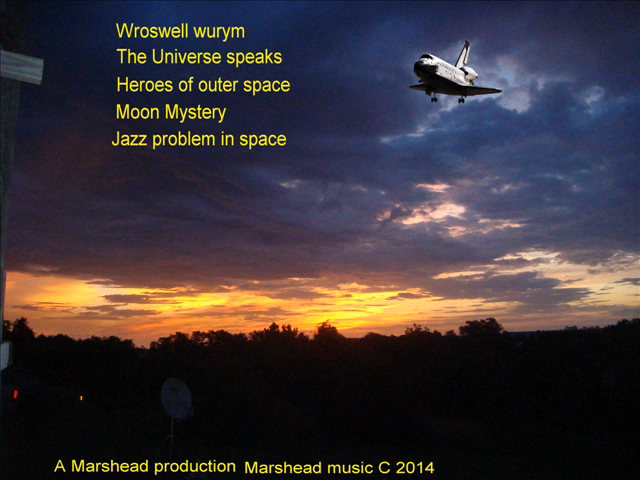 Wroswell wurym
The Universe speaks
Heroes of outer space
Moon Mystery
Jazz problem in space
A Marshead production Marshead music C 2014